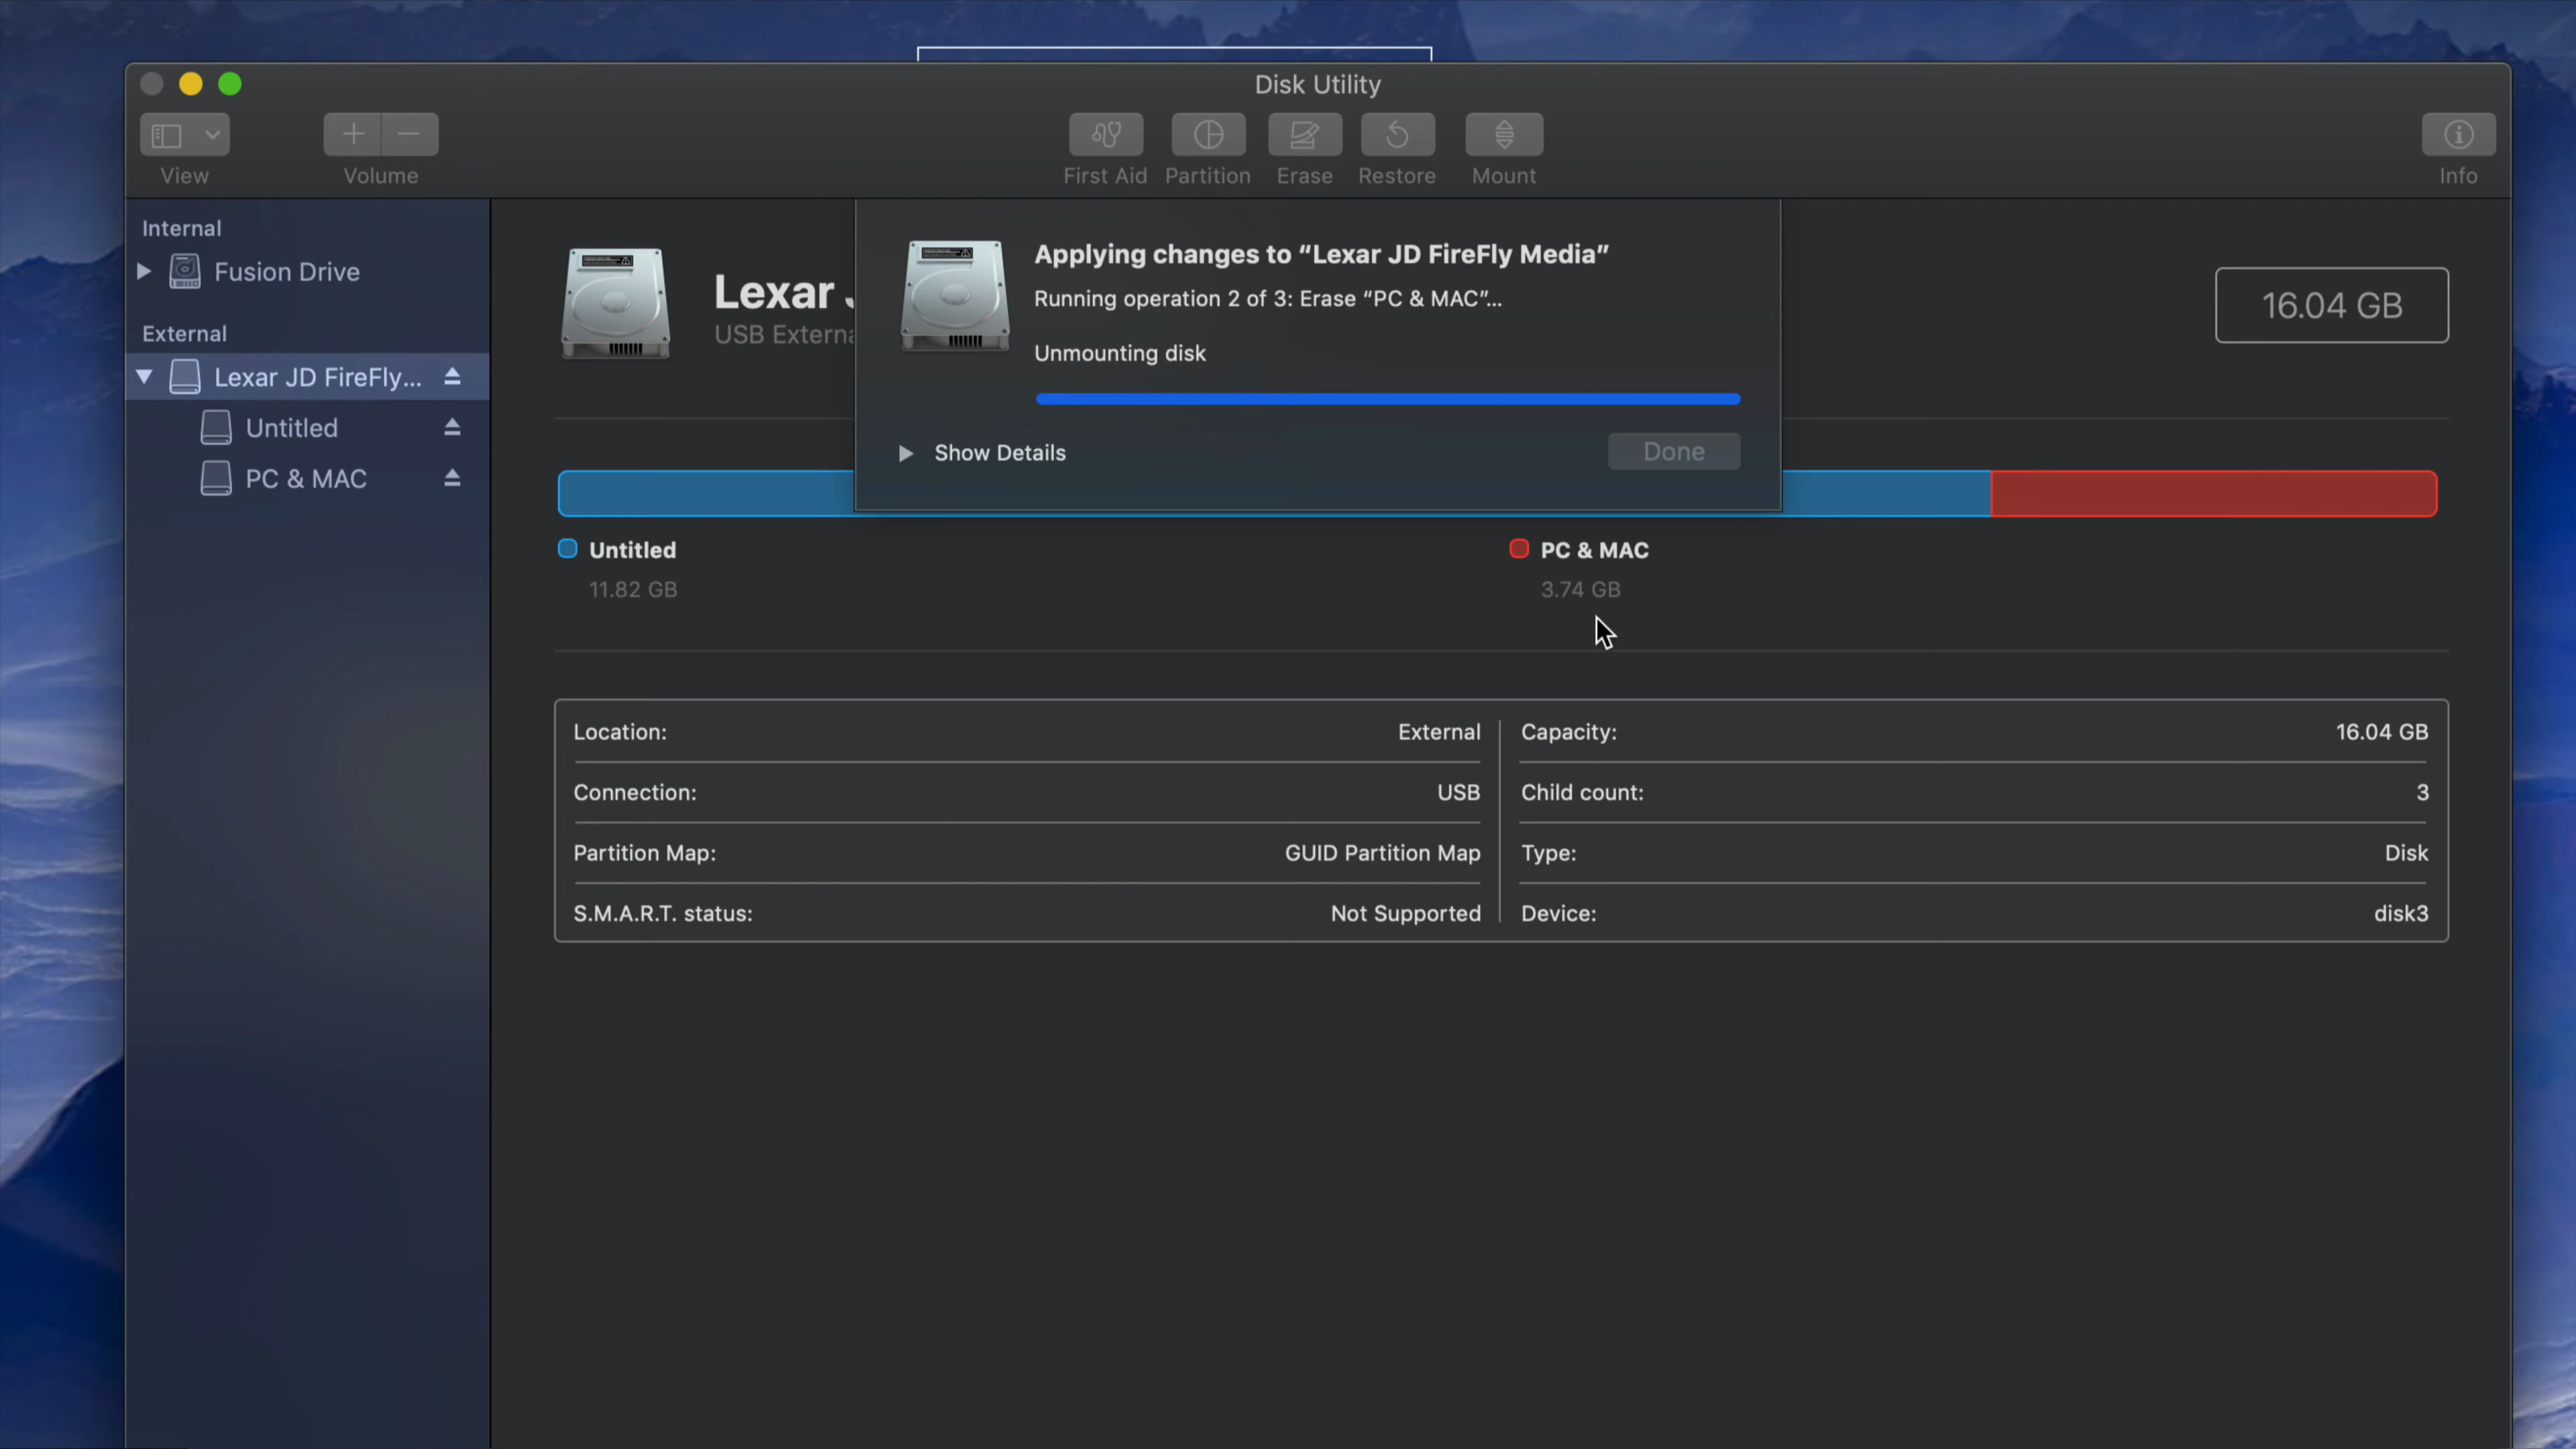 Disk Utility
View
Volume
First Aid
Partition
Erase
Restore
Mount
Info
Internal
Fusion Drive
External
Lexar JD FireFly...
Untitled
PC & MAC
Lexar
USB Externa
Applying changes to “Lexar JD FireFly Media”
Running operation 2 of 3: Erase “PC & MAC”...
Unmounting disk
Show Details
Done
16.04 GB
Untitled
11.82 GB
PC & MAC
3.74 GB
Location: External
Connection: USB
Partition Map: GUID Partition Map
S.M.A.R.T. status: Not Supported
Capacity: 16.04 GB
Child count: 3
Type: Disk
Device: disk3